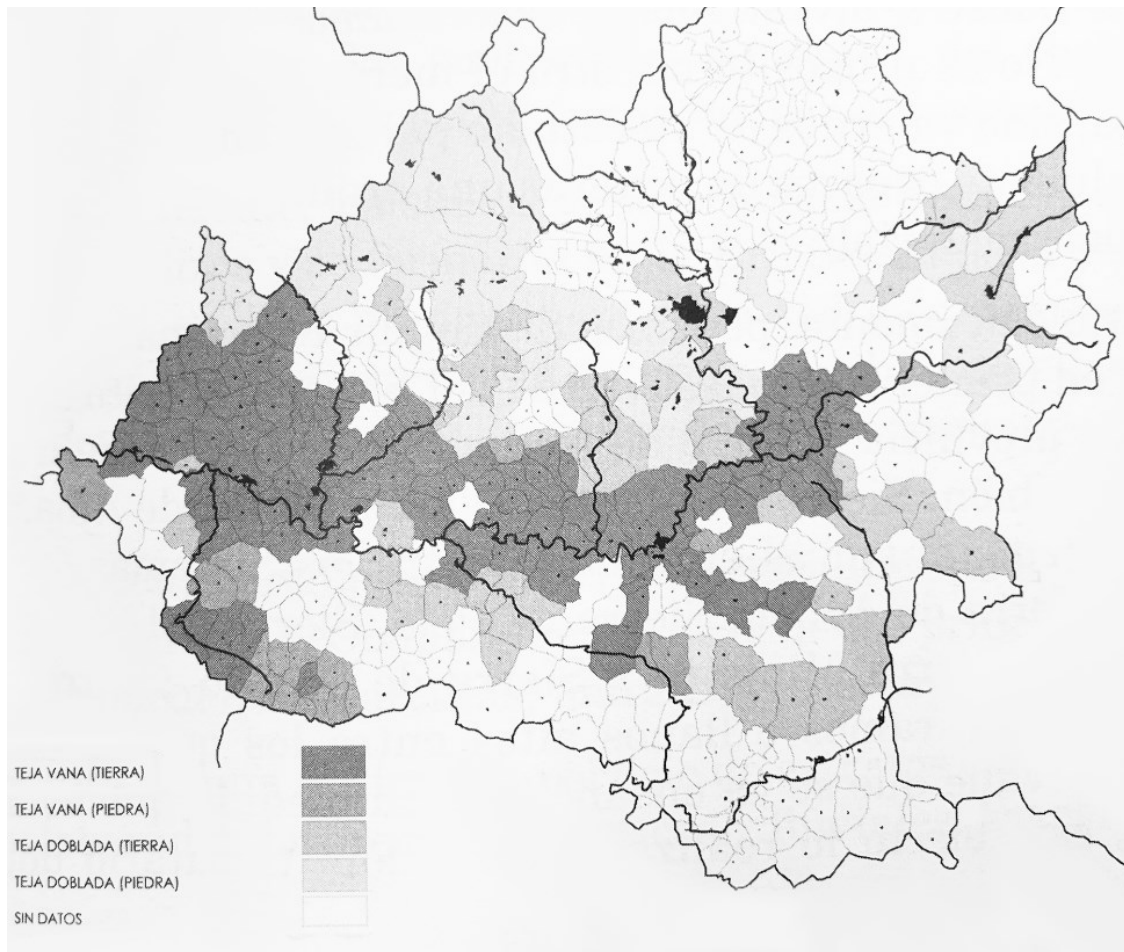 TEJA VANA (TIERRA)
TEJA VANA (PIEDRA)
TEJA DOBLADA (TIERRA)
TEJA DOBLADA (PIEDRA)
SIN DATOS